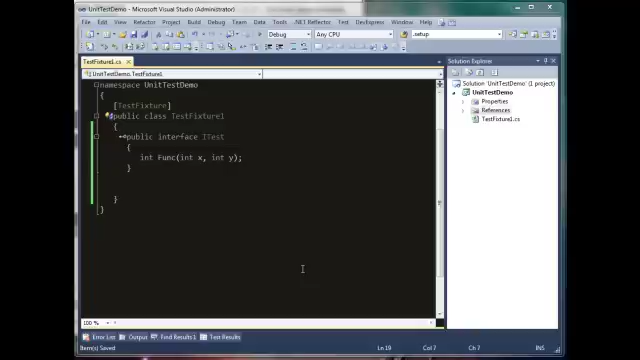 UnitTestDemo - Microsoft Visual Studio (Administrator)
File Edit View Refactor Project Build Debug Team Data Tools .NET Reflector Test DevExpress Window Help
Debug Any CPU .setup
TestFixture1.cs
Solution Explorer
UnitTestDemo.TestFixture1
namespace UnitTestDemo
{
[TestFixture]
public class TestFixture1
{
public interface ITest
{
int Func(int x, int y);
}
}
}
Solution 'UnitTestDemo' (1 project)
UnitTestDemo
Properties
References
TestFixture1.cs
100 %
Error List Output Find Results 1 Test Results
Item(s) Saved Ln 19 Col 7 Ch 7 INS